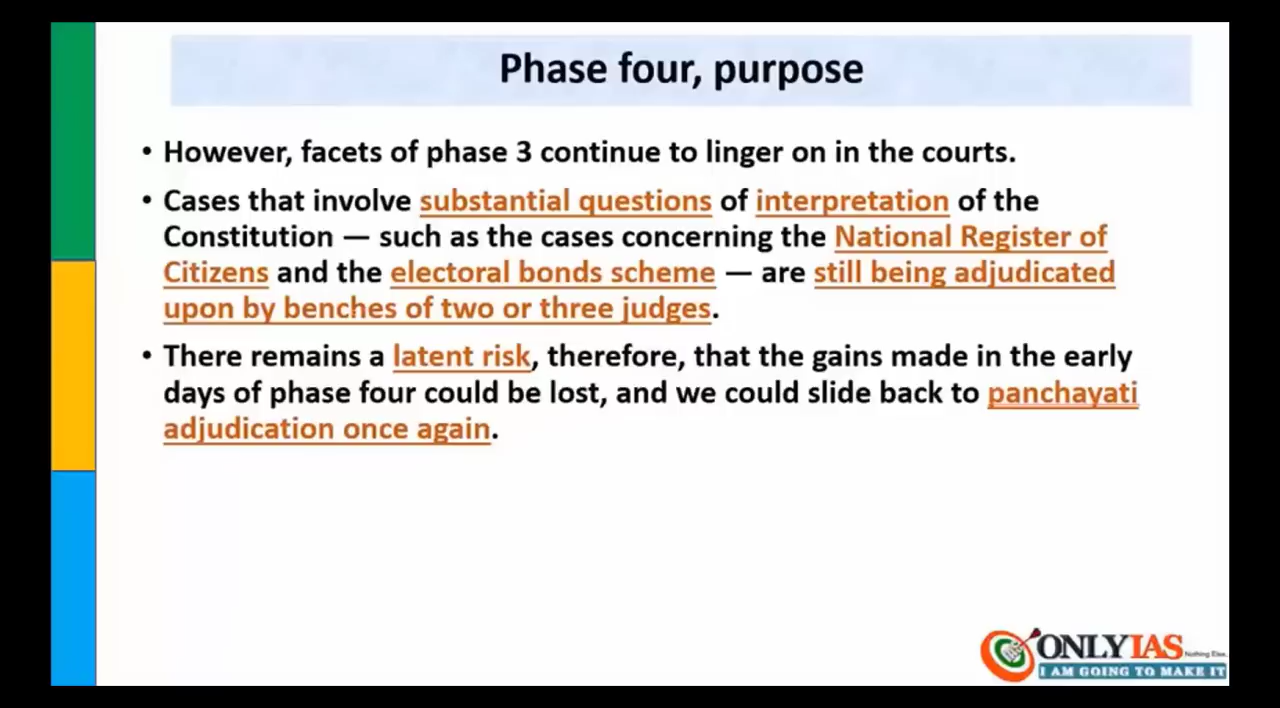 Phase four, purpose
• However, facets of phase 3 continue to linger on in the courts.
• Cases that involve substantial questions of interpretation of the
Constitution — such as the cases concerning the National Register of
Citizens and the electoral bonds scheme — are still being adjudicated
upon by benches of two or three judges.
• There remains a latent risk, therefore, that the gains made in the early
days of phase four could be lost, and we could slide back to panchayati
adjudication once again.
ONLYIAS Nothing Else.
I AM GOING TO MAKE IT